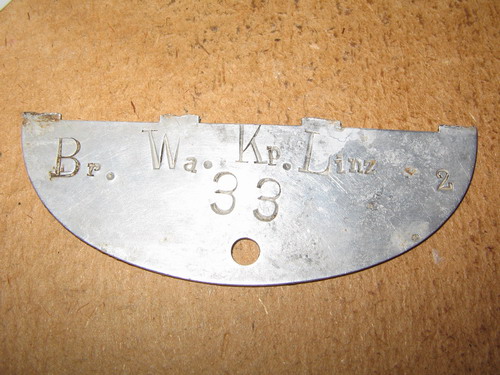 Br. Wa. Kp. Linz - 2
33